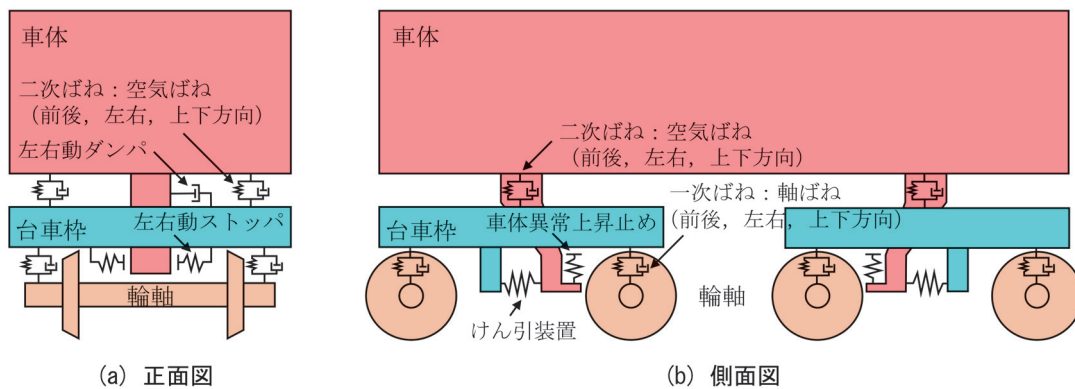 車体
二次ばね：空気ばね
（前後，左右，上下方向）
左右動ダンパ
台車枠
左右動ストッパ
輪軸
(a) 正面図
車体
二次ばね：空気ばね
（前後，左右，上下方向）
一次ばね：軸ばね
（前後，左右，上下方向）
台車枠
車体異常上昇止め
輪軸
けん引装置
(b) 側面図